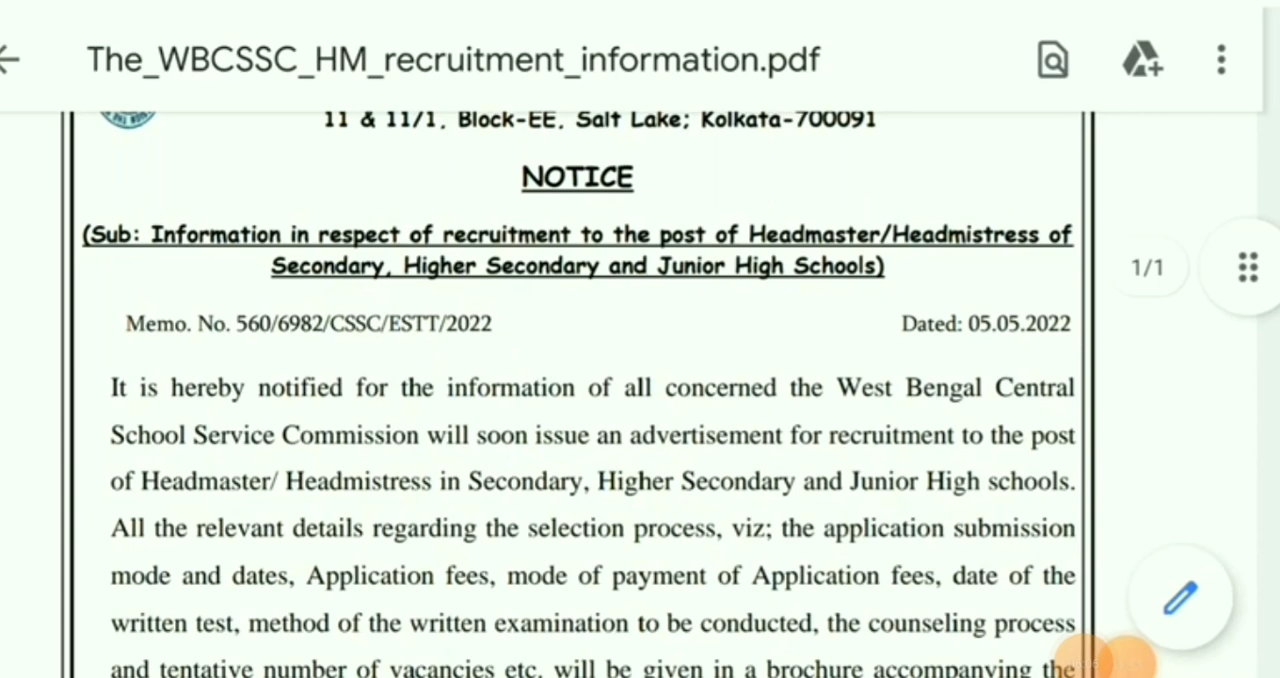 The_WBCSSC_HM_recruitment_information.pdf
11 & 11/1, Block-EE, Salt Lake; Kolkata-700091
NOTICE
(Sub: Information in respect of recruitment to the post of Headmaster/Headmistress of
Secondary, Higher Secondary and Junior High Schools)
1/1
Memo. No. 560/6982/CSSC/ESTT/2022 Dated: 05.05.2022
It is hereby notified for the information of all concerned the West Bengal Central
School Service Commission will soon issue an advertisement for recruitment to the post
of Headmaster/ Headmistress in Secondary, Higher Secondary and Junior High schools.
All the relevant details regarding the selection process, viz; the application submission
mode and dates, Application fees, mode of payment of Application fees, date of the
written test, method of the written examination to be conducted, the counseling process
and tentative number of vacancies etc. will be given in a brochure accompanying the